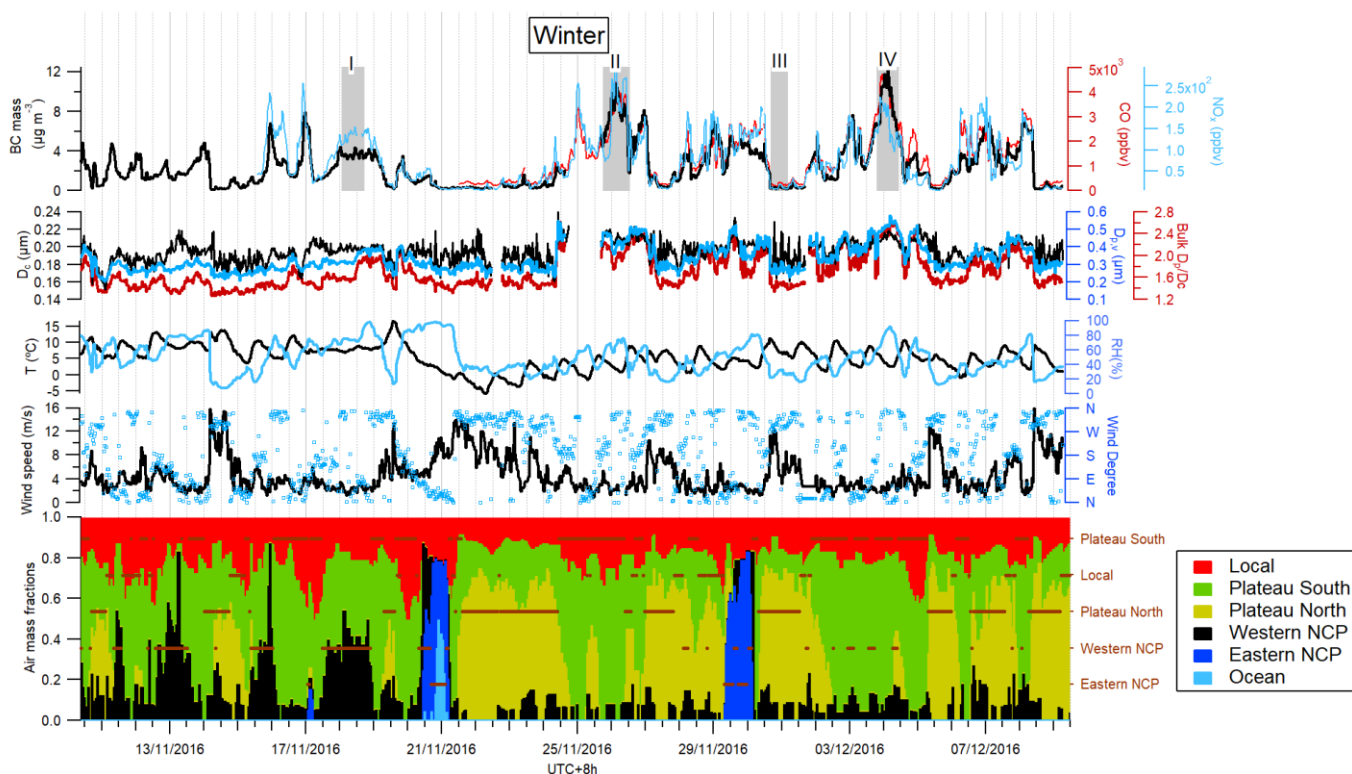 Winter
I
II
III
IV
12
8
4
0
BC mass
(µg m⁻³)
5x10³
4
3
2
1
0
CO (ppbv)
2.5x10²
2.0
1.5
1.0
0.5
NOₓ (ppbv)
0.24
0.22
0.20
0.18
0.16
0.14
D꜀ (µm)
0.6
0.5
0.4
0.3
0.2
0.1
Dₚ,ᵥ (µm)
2.8
2.4
2.0
1.6
1.2
Bulk Dₚ/Dc
15
10
5
0
-5
T (ºC)
100
80
60
40
20
0
RH(%)
16
12
8
4
0
Wind speed (m/s)
N
W
S
E
N
Wind Degree
1.0
0.8
0.6
0.4
0.2
0.0
Air mass fractions
Plateau South
Local
Plateau North
Western NCP
Eastern NCP
Local
Plateau South
Plateau North
Western NCP
Eastern NCP
Ocean
13/11/2016
17/11/2016
21/11/2016
25/11/2016
29/11/2016
03/12/2016
07/12/2016
UTC+8h